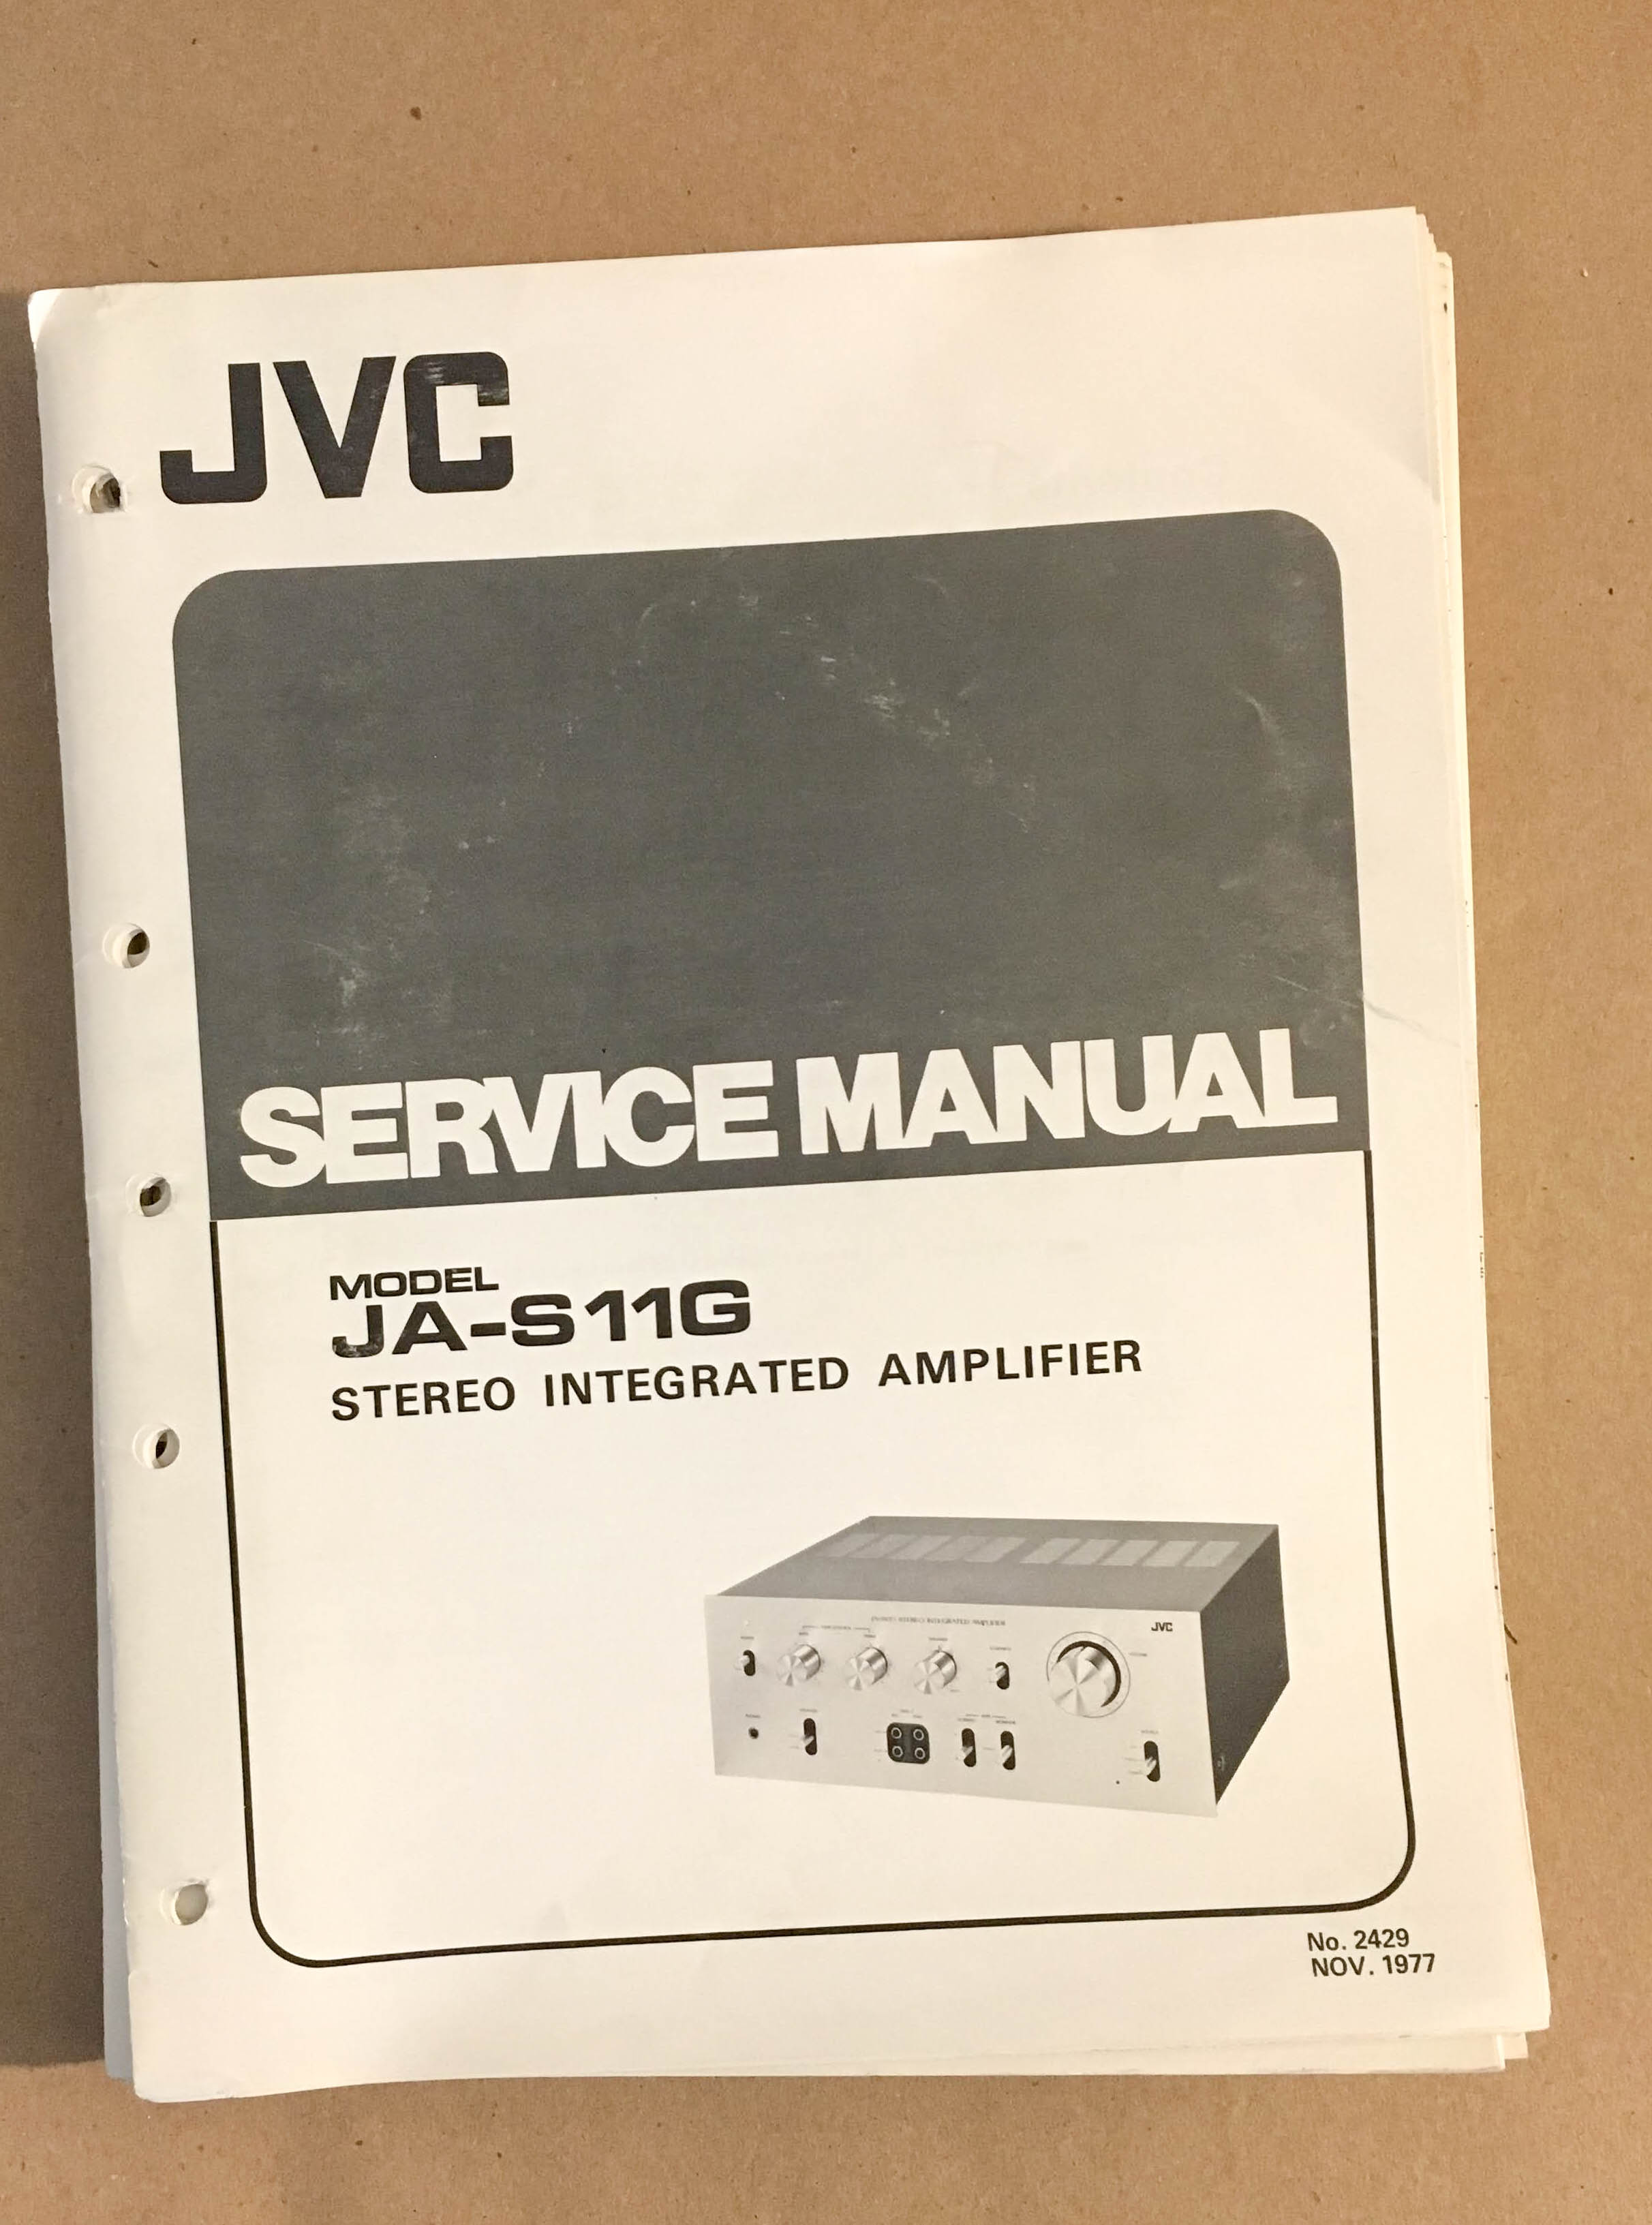 JVC
SERVICE MANUAL
MODEL
JA-S11G
STEREO INTEGRATED AMPLIFIER
JVC
No. 2429
NOV. 1977